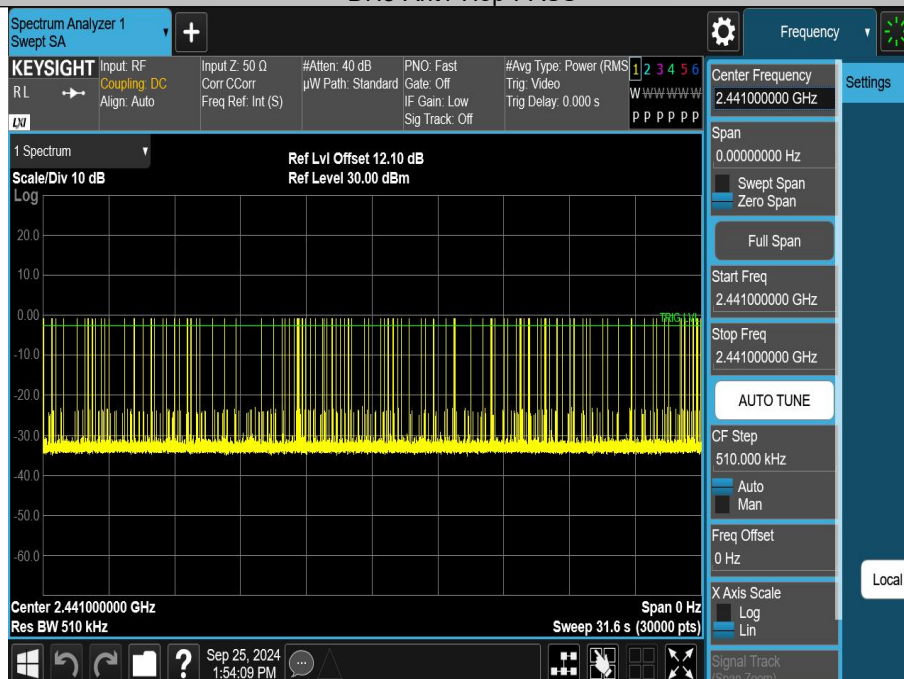 Spectrum Analyzer 1
Swept SA
Frequency
KEYSIGHT
R L
LXI
Input: RF
Coupling: DC
Align: Auto
Input Z: 50 Ω
Corr CCorr
Freq Ref: Int (S)
#Atten: 40 dB
µW Path: Standard
PNO: Fast
Gate: Off
IF Gain: Low
Sig Track: Off
#Avg Type: Power (RMS
Trig: Video
Trig Delay: 0.000 s
1 2 3 4 5 6
W W W W W W
P P P P P P
Center Frequency
2.441000000 GHz
Settings
Span
0.00000000 Hz
Swept Span
Zero Span
Full Span
Start Freq
2.441000000 GHz
Stop Freq
2.441000000 GHz
AUTO TUNE
CF Step
510.000 kHz
Auto
Man
Freq Offset
0 Hz
X Axis Scale
Log
Lin
Signal Track
(Span Zoom)
Local
1 Spectrum
Scale/Div 10 dB
Ref Lvl Offset 12.10 dB
Ref Level 30.00 dBm
Log
20.0
10.0
0.00
TRIG LVL
-10.0
-20.0
-30.0
-40.0
-50.0
-60.0
Center 2.441000000 GHz
Span 0 Hz
Res BW 510 kHz
Sweep 31.6 s (30000 pts)
?
Sep 25, 2024
1:54:09 PM